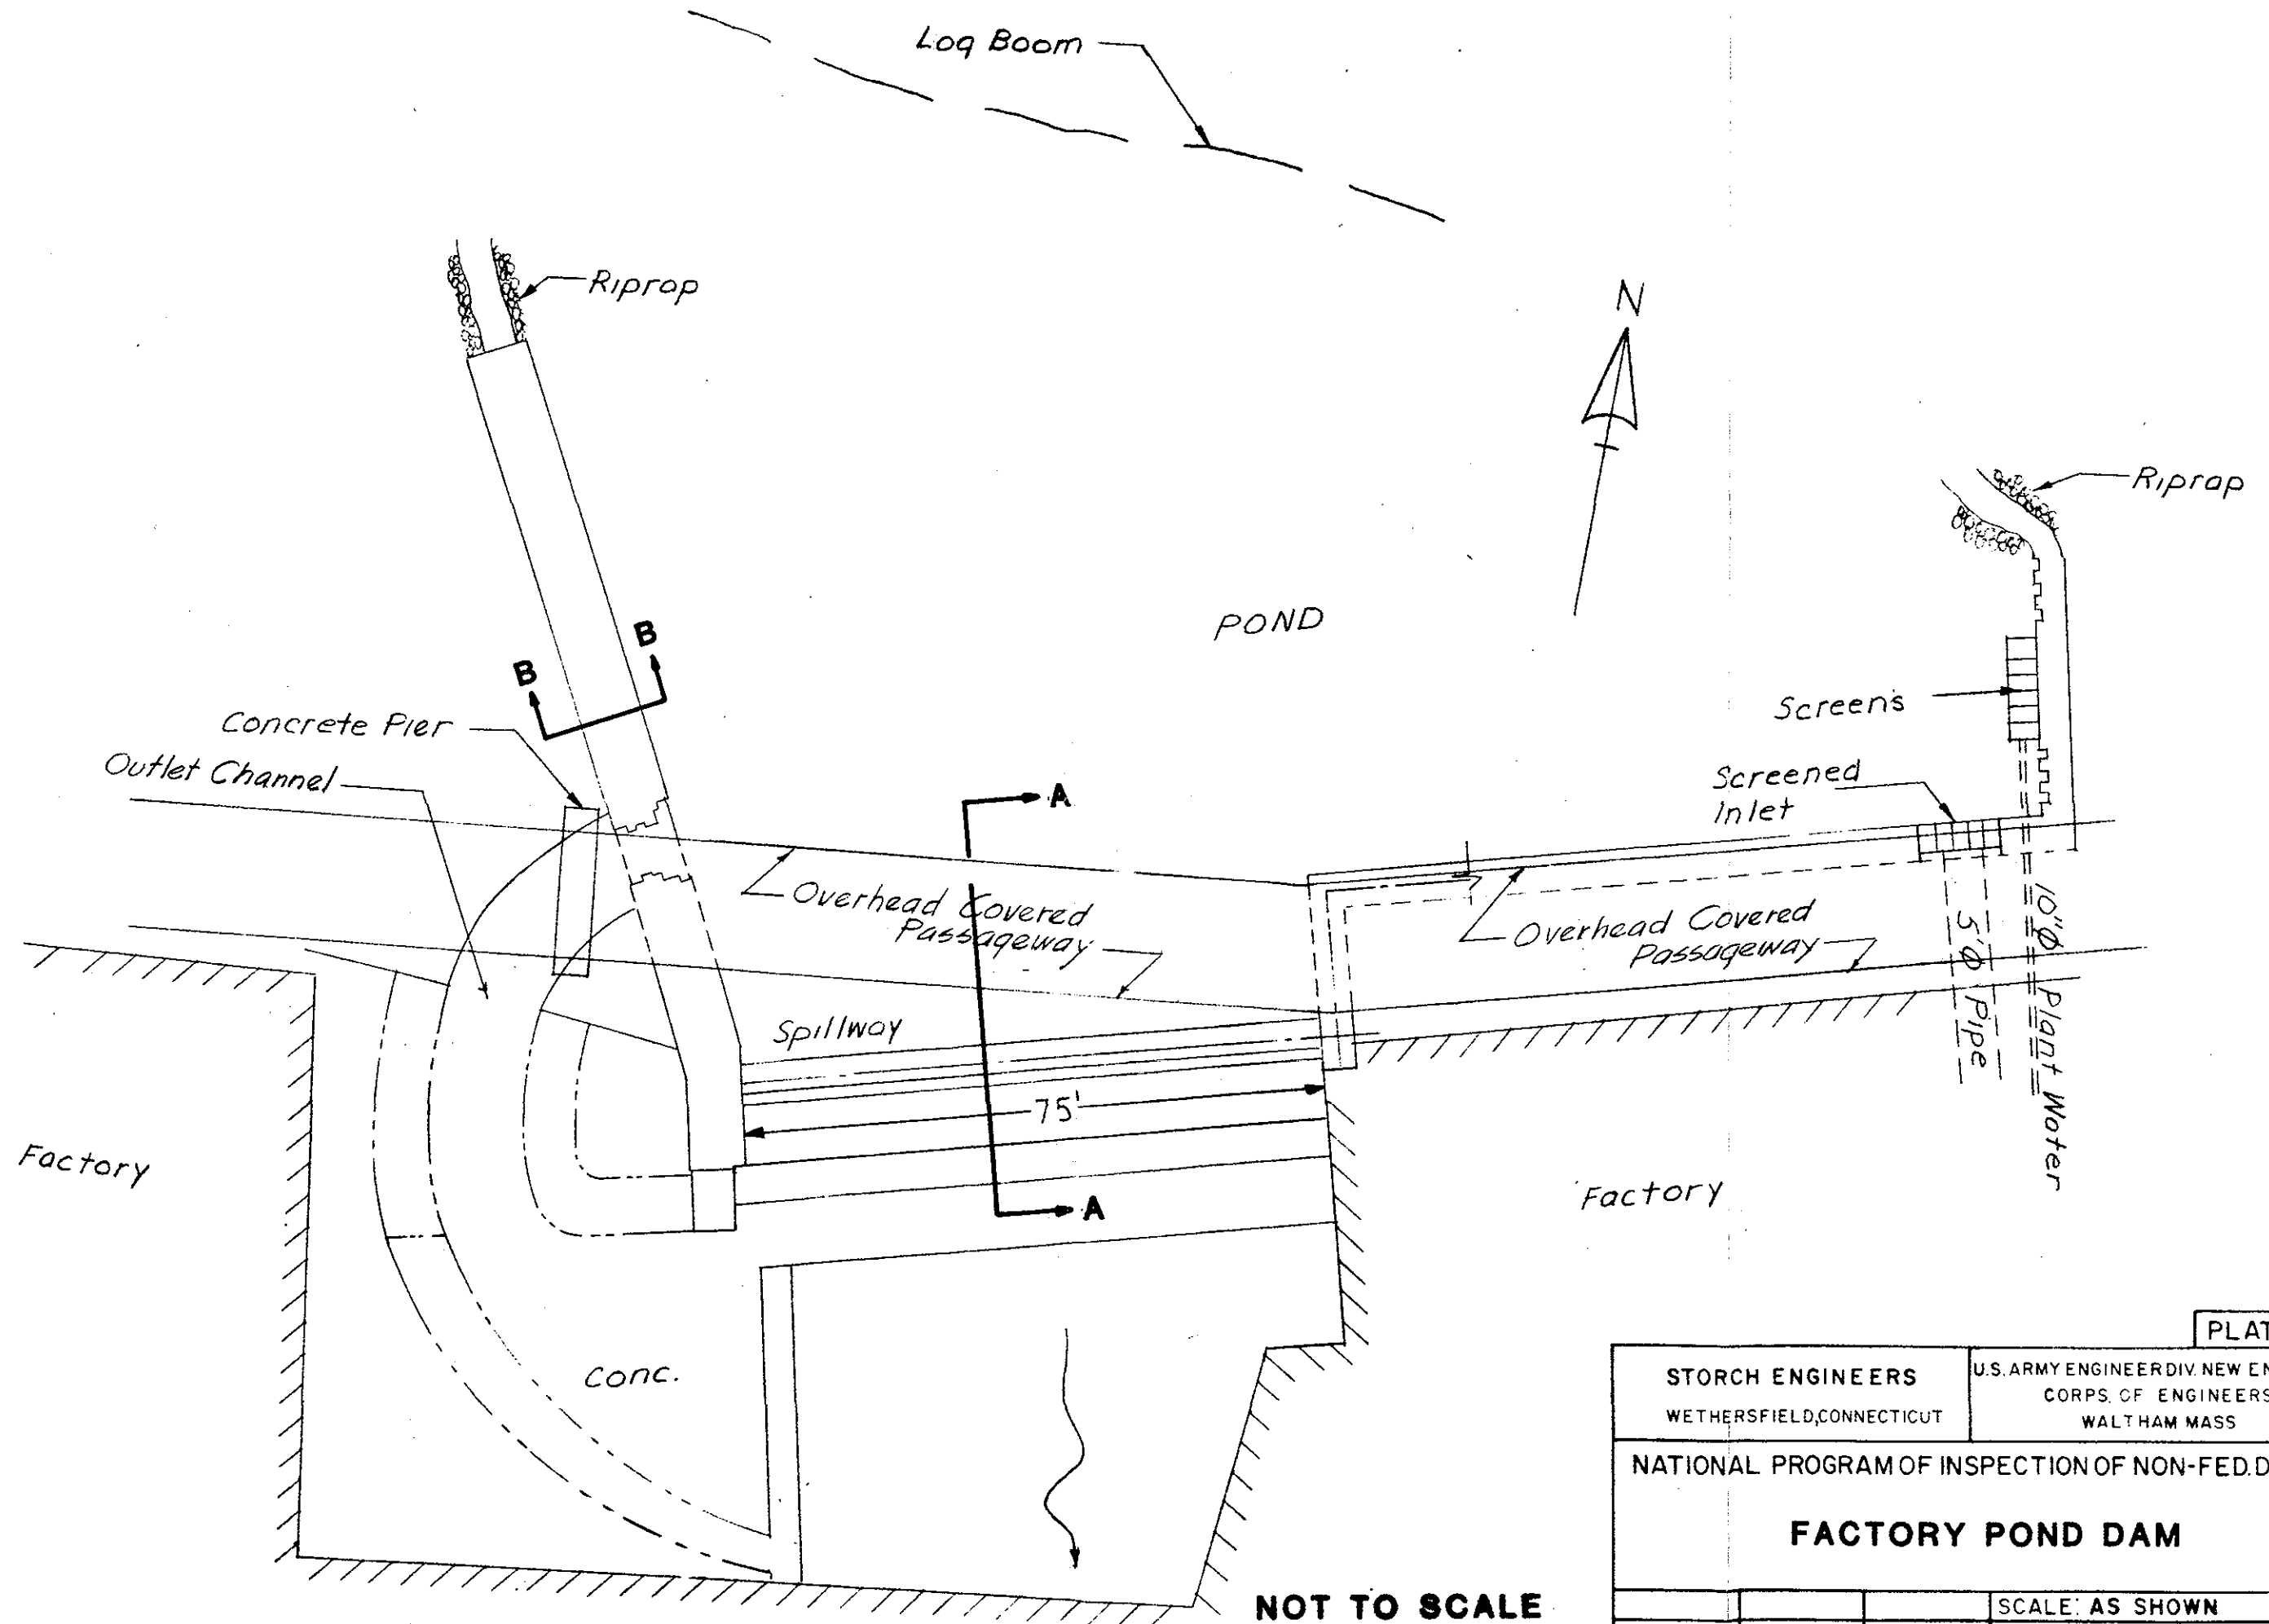 Log Boom
Riprap
N
Riprap
POND
B
B
Screens
Concrete Pier
Outlet Channel
Screened
Inlet
A
Overhead Covered
Passageway
Overhead Covered
Passageway
5'Ø Pipe
10"Ø Plant Water
Spillway
75'
Factory
A
Factory
Conc.
PLAT
STORCH ENGINEERS
WETHERSFIELD, CONNECTICUT
U.S. ARMY ENGINEER DIV. NEW EN
CORPS. OF ENGINEERS
WALTHAM MASS
NATIONAL PROGRAM OF INSPECTION OF NON-FED. D
FACTORY POND DAM
NOT TO SCALE
SCALE: AS SHOWN